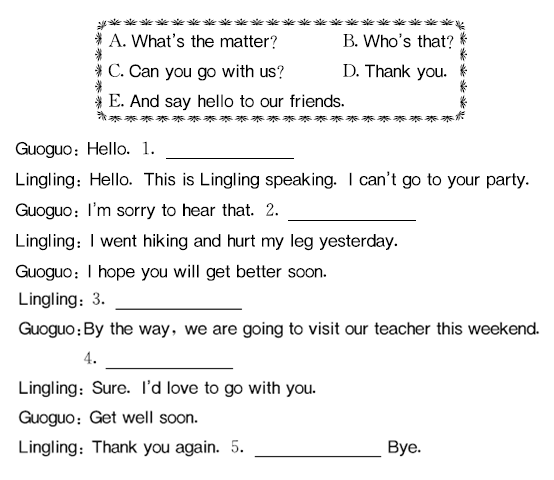 A. What's the matter? B. Who's that?
C. Can you go with us? D. Thank you.
E. And say hello to our friends.
Guoguo: Hello. 1. ____________
Lingling: Hello. This is Lingling speaking. I can't go to your party.
Guoguo: I'm sorry to hear that. 2. ____________
Lingling: I went hiking and hurt my leg yesterday.
Guoguo: I hope you will get better soon.
Lingling: 3. ____________
Guoguo:By the way, we are going to visit our teacher this weekend.
4. ____________
Lingling: Sure. I'd love to go with you.
Guoguo: Get well soon.
Lingling: Thank you again. 5. ____________ Bye.